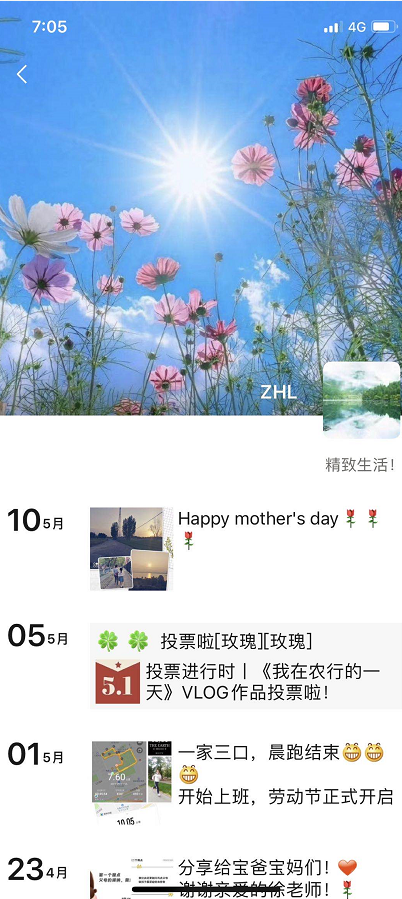 7:05
4G
ZHL
精致生活!
10 5月
Happy mother's day🌹🌹
🌹
05 5月
🍀 🍀 投票啦[玫瑰][玫瑰]
5.1
投票进行时丨《我在农行的一
天》VLOG作品投票啦!
01 5月
7.60
一家三口，晨跑结束😁😁
😁
开始上班，劳动节正式开启
23 4月
分享给宝爸宝妈们! ❤️
谢谢亲爱的徐老师! 🌹